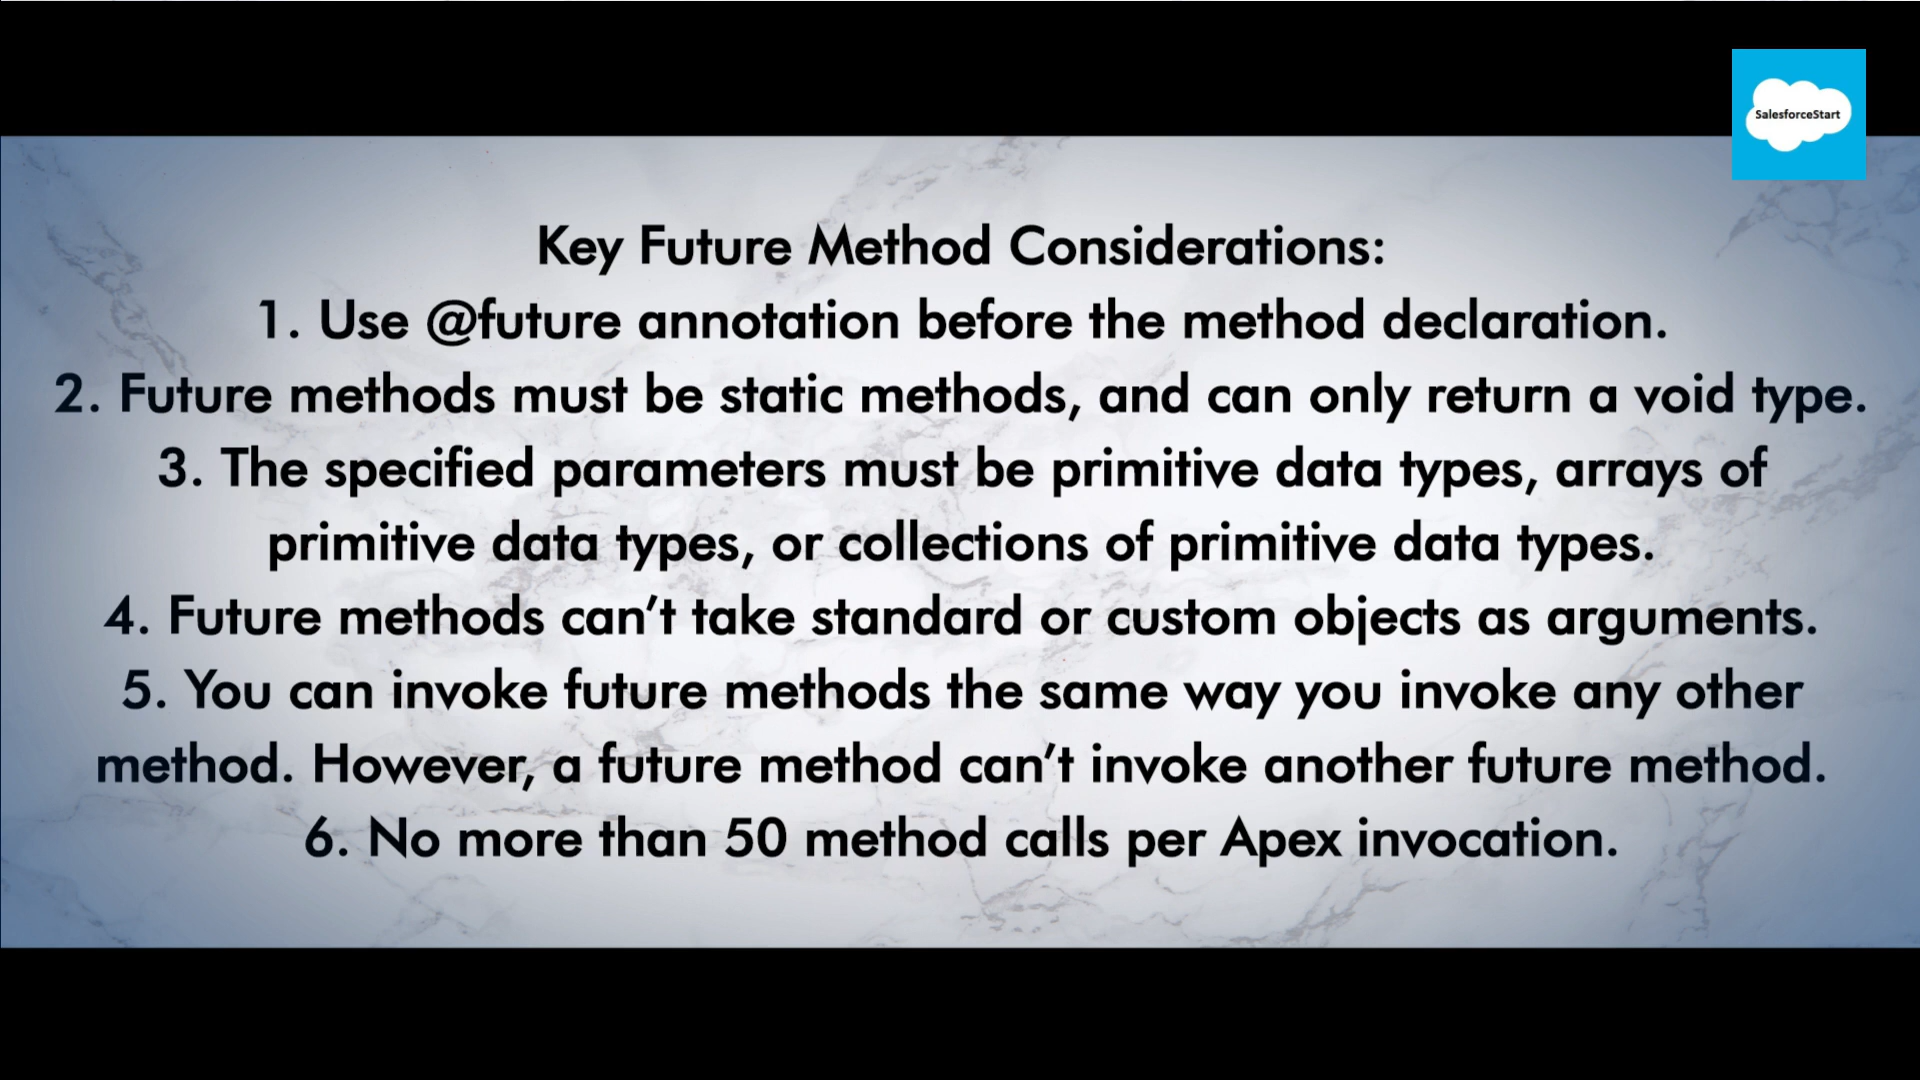 SalesforceStart
Key Future Method Considerations:
1. Use @future annotation before the method declaration.
2. Future methods must be static methods, and can only return a void type.
3. The specified parameters must be primitive data types, arrays of
primitive data types, or collections of primitive data types.
4. Future methods can’t take standard or custom objects as arguments.
5. You can invoke future methods the same way you invoke any other
method. However, a future method can’t invoke another future method.
6. No more than 50 method calls per Apex invocation.